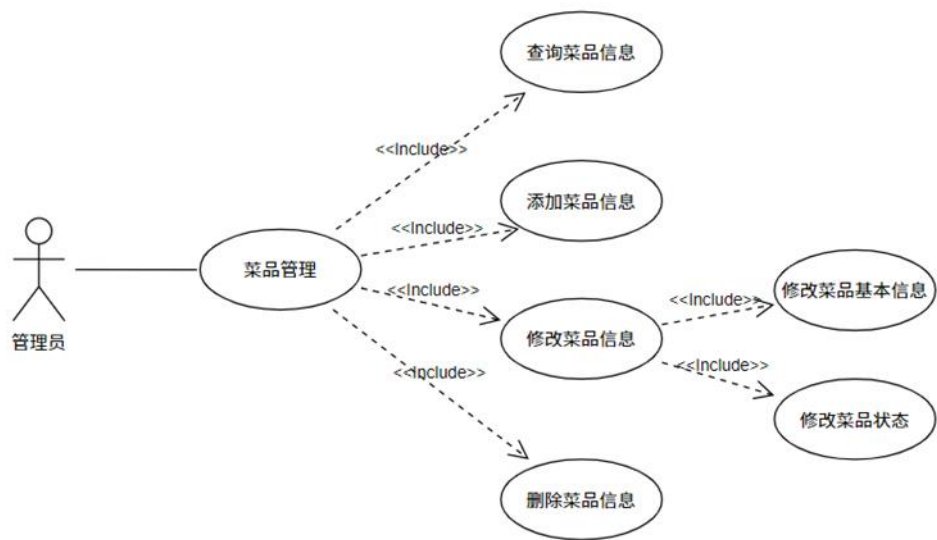 查询菜品信息
<<Include>>
添加菜品信息
<<Include>>
菜品管理
<<Include>>
修改菜品基本信息
<<Include>>
管理员
修改菜品信息
<<Include>>
<<Include>>
修改菜品状态
删除菜品信息